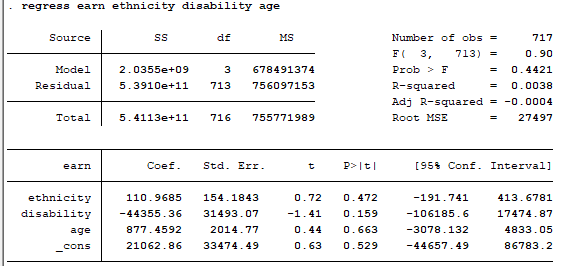 . regress earn ethnicity disability age
Source | SS df MS Number of obs = 717
F( 3, 713) = 0.90
Model | 2.0355e+09 3 678491374 Prob > F = 0.4421
Residual | 5.3910e+11 713 756097153 R-squared = 0.0038
Adj R-squared = -0.0004
Total | 5.4113e+11 716 755771989 Root MSE = 27497
earn | Coef. Std. Err. t P>|t| [95% Conf. Interval]
ethnicity | 110.9685 154.1843 0.72 0.472 -191.741 413.6781
disability | -44355.36 31493.07 -1.41 0.159 -106185.6 17474.87
age | 877.4592 2014.77 0.44 0.663 -3078.132 4833.05
_cons | 21062.86 33474.49 0.63 0.529 -44657.49 86783.2